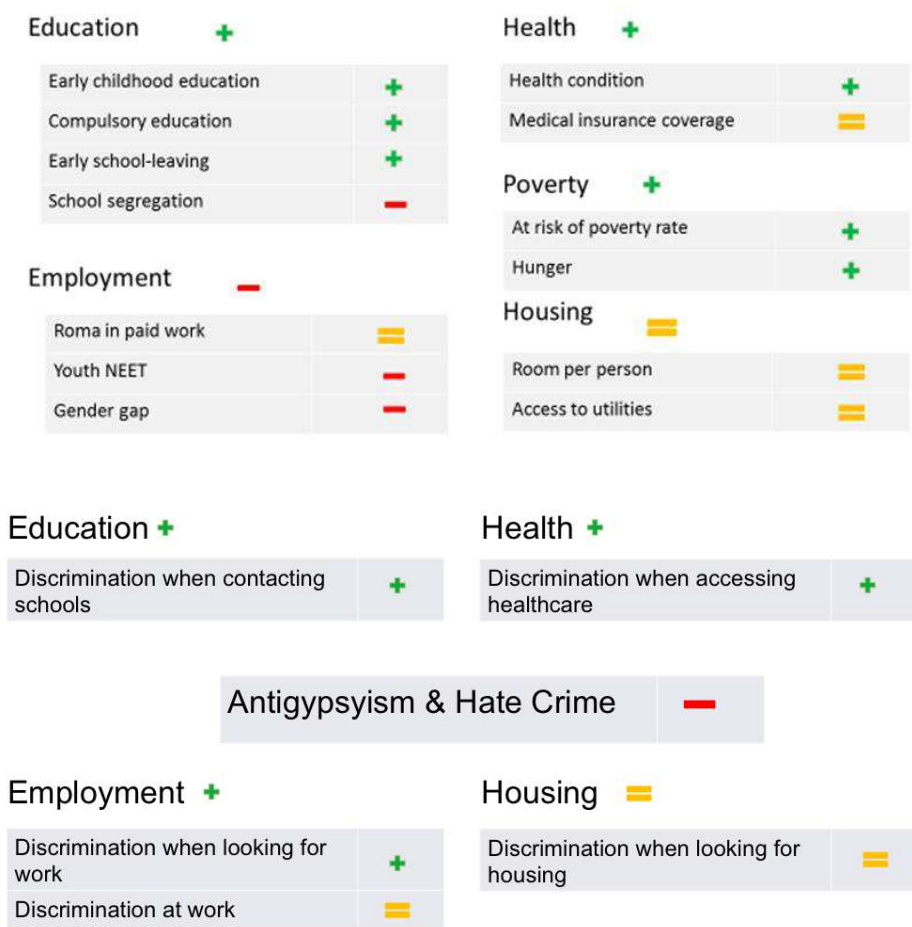 Education +
Early childhood education +
Compulsory education +
Early school-leaving +
School segregation −
Employment −
Roma in paid work =
Youth NEET −
Gender gap −
Health +
Health condition +
Medical insurance coverage =
Poverty +
At risk of poverty rate +
Hunger +
Housing =
Room per person =
Access to utilities =
Education +
Discrimination when contacting
schools +
Health +
Discrimination when accessing
healthcare +
Antigypsyism & Hate Crime −
Employment +
Discrimination when looking for
work +
Discrimination at work =
Housing =
Discrimination when looking for
housing =